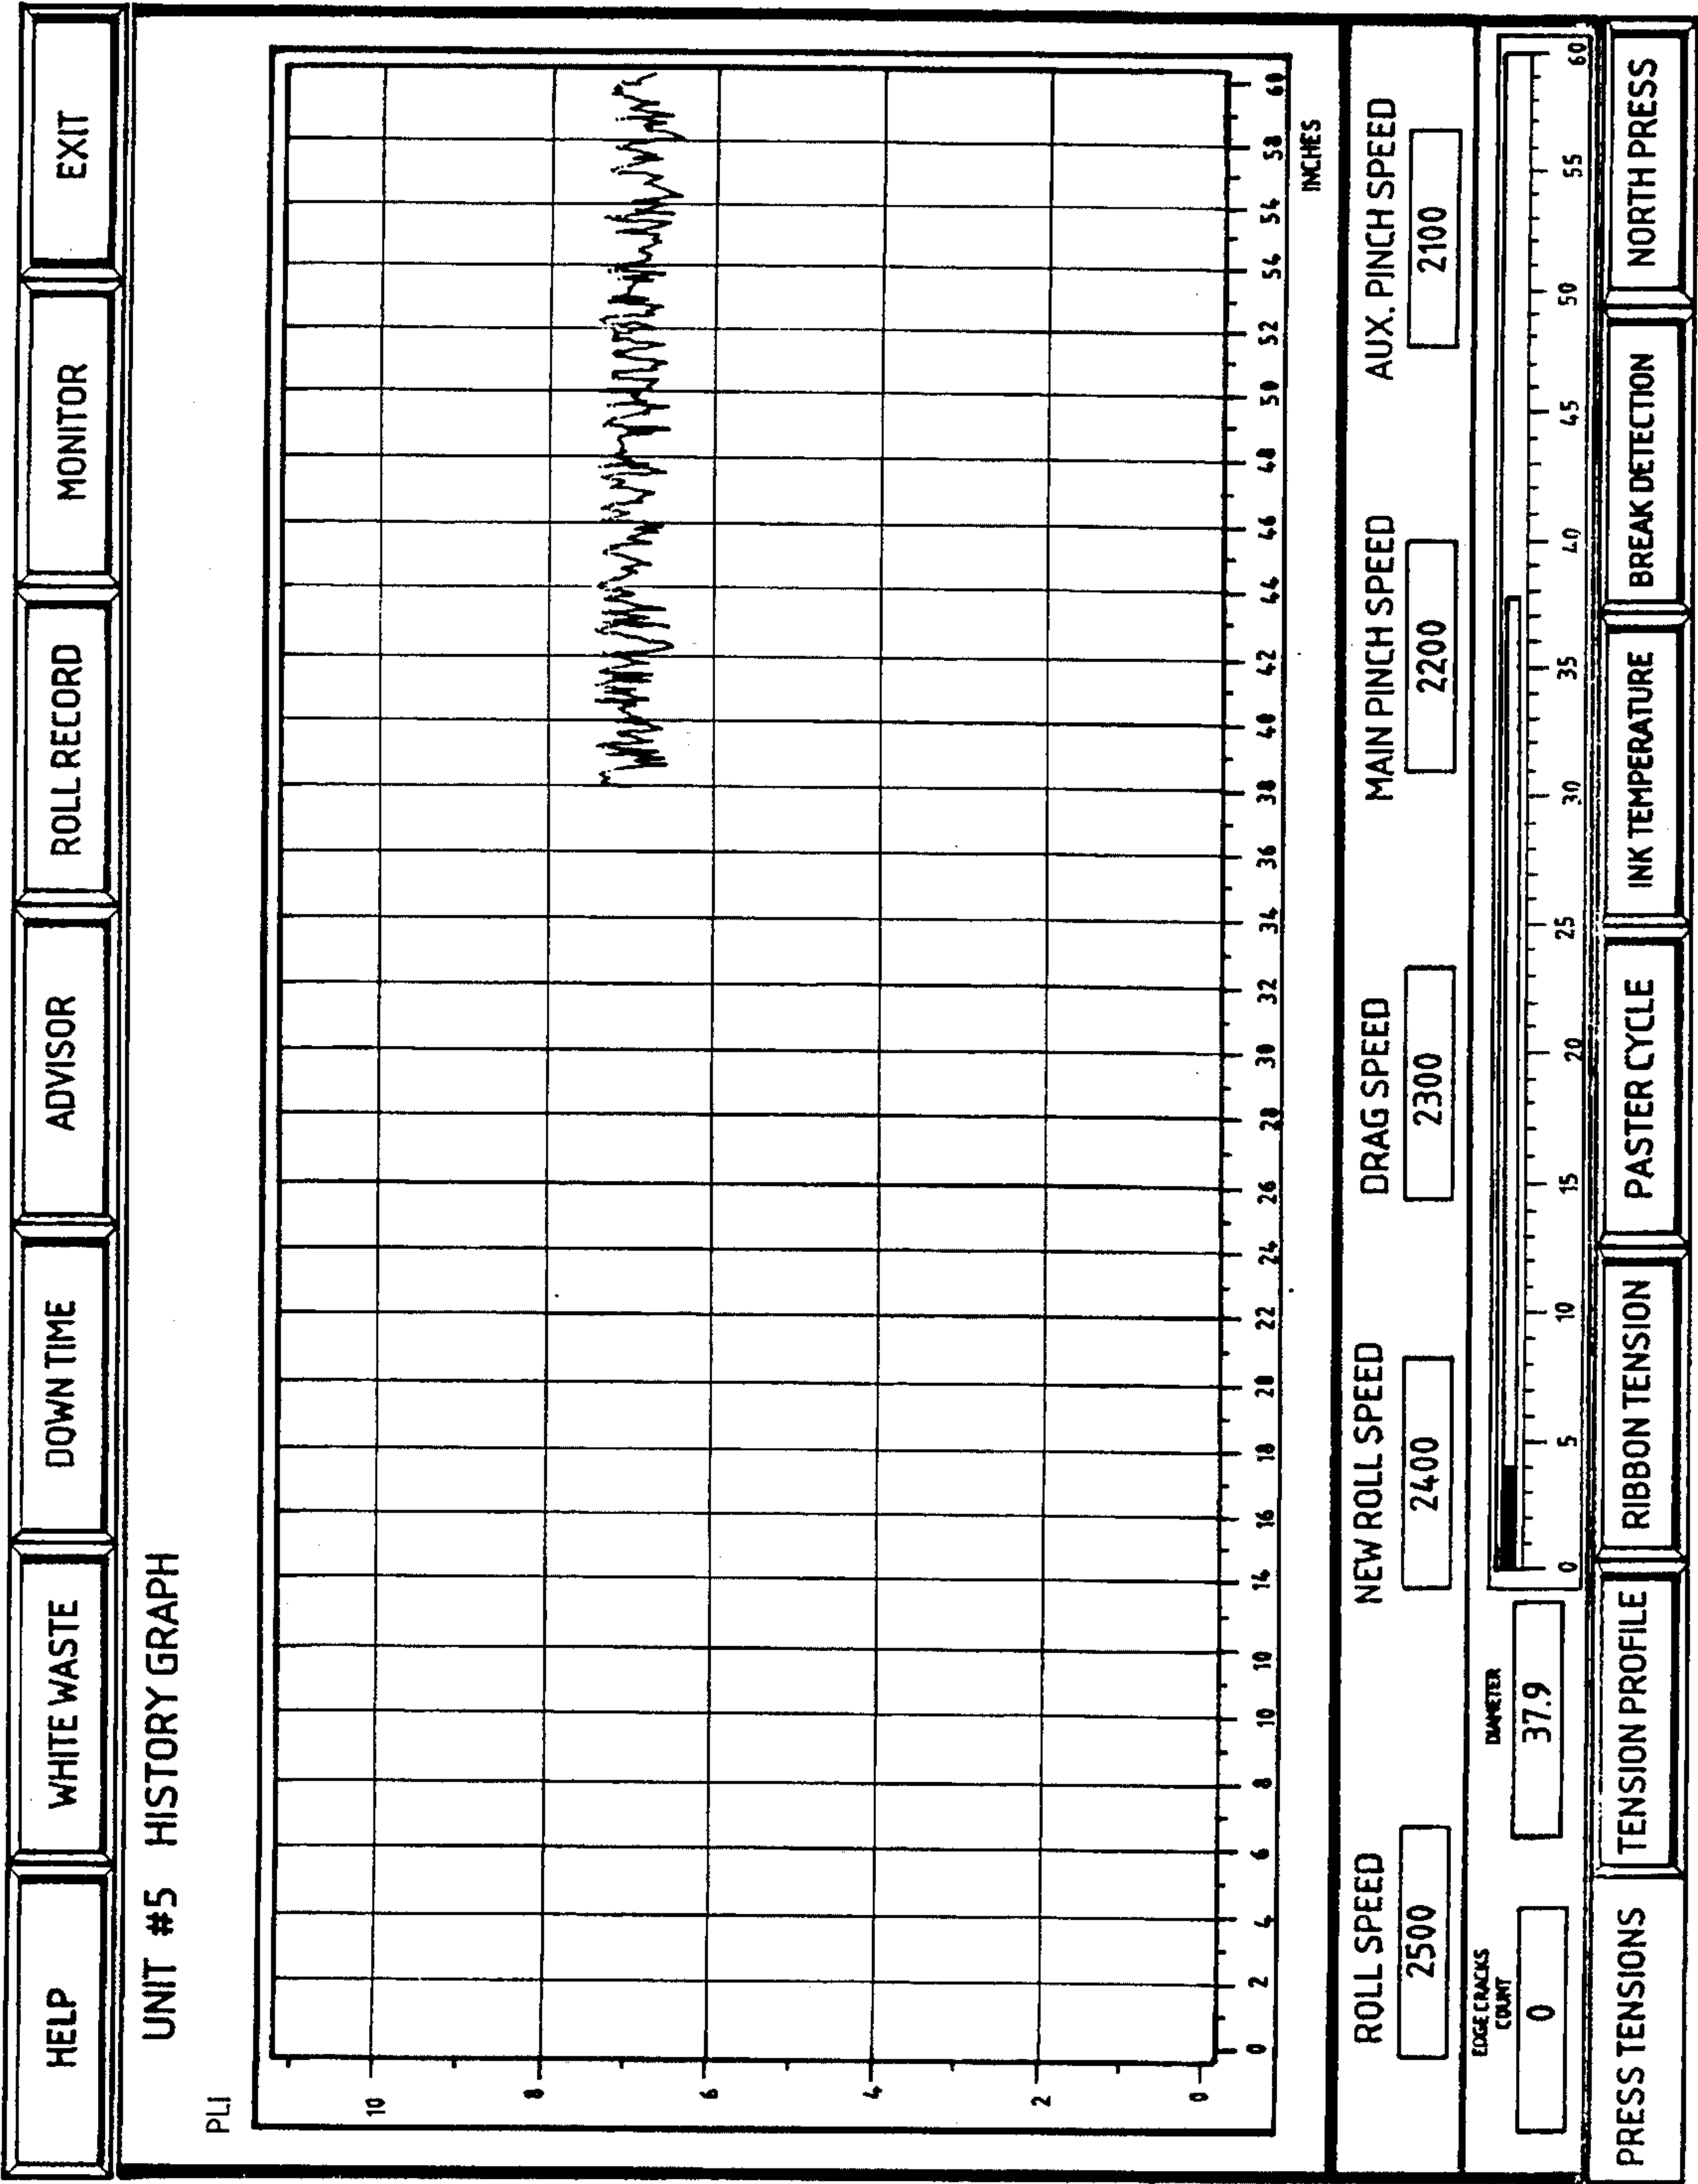 HELP WHITE WASTE DOWN TIME ADVISOR ROLL RECORD MONITOR EXIT
UNIT #5 HISTORY GRAPH
PLI
10
8
6
4
2
0
0 2 4 6 8 10 10 14 16 18 20 22 24 26 28 30 32 34 36 38 40 42 44 46 48 50 52 54 54 58 60
INCHES
ROLL SPEED NEW ROLL SPEED DRAG SPEED MAIN PINCH SPEED AUX. PINCH SPEED
2500 2400 2300 2200 2100
EDGE CRACKS
COUNT
0
DIAMETER
37.9
0 5 10 15 20 25 30 35 40 45 50 55 60
PRESS TENSIONS TENSION PROFILE RIBBON TENSION PASTER CYCLE INK TEMPERATURE BREAK DETECTION NORTH PRESS